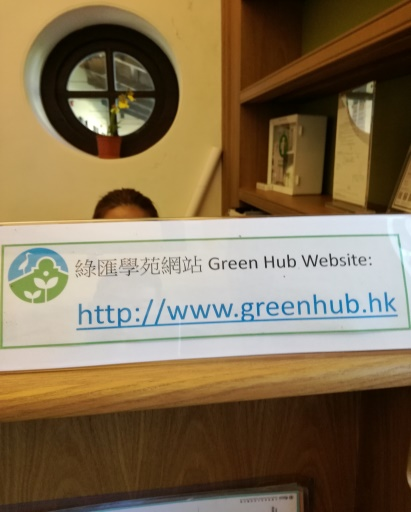 綠匯學苑網站 Green Hub Website:
http://www.greenhub.hk